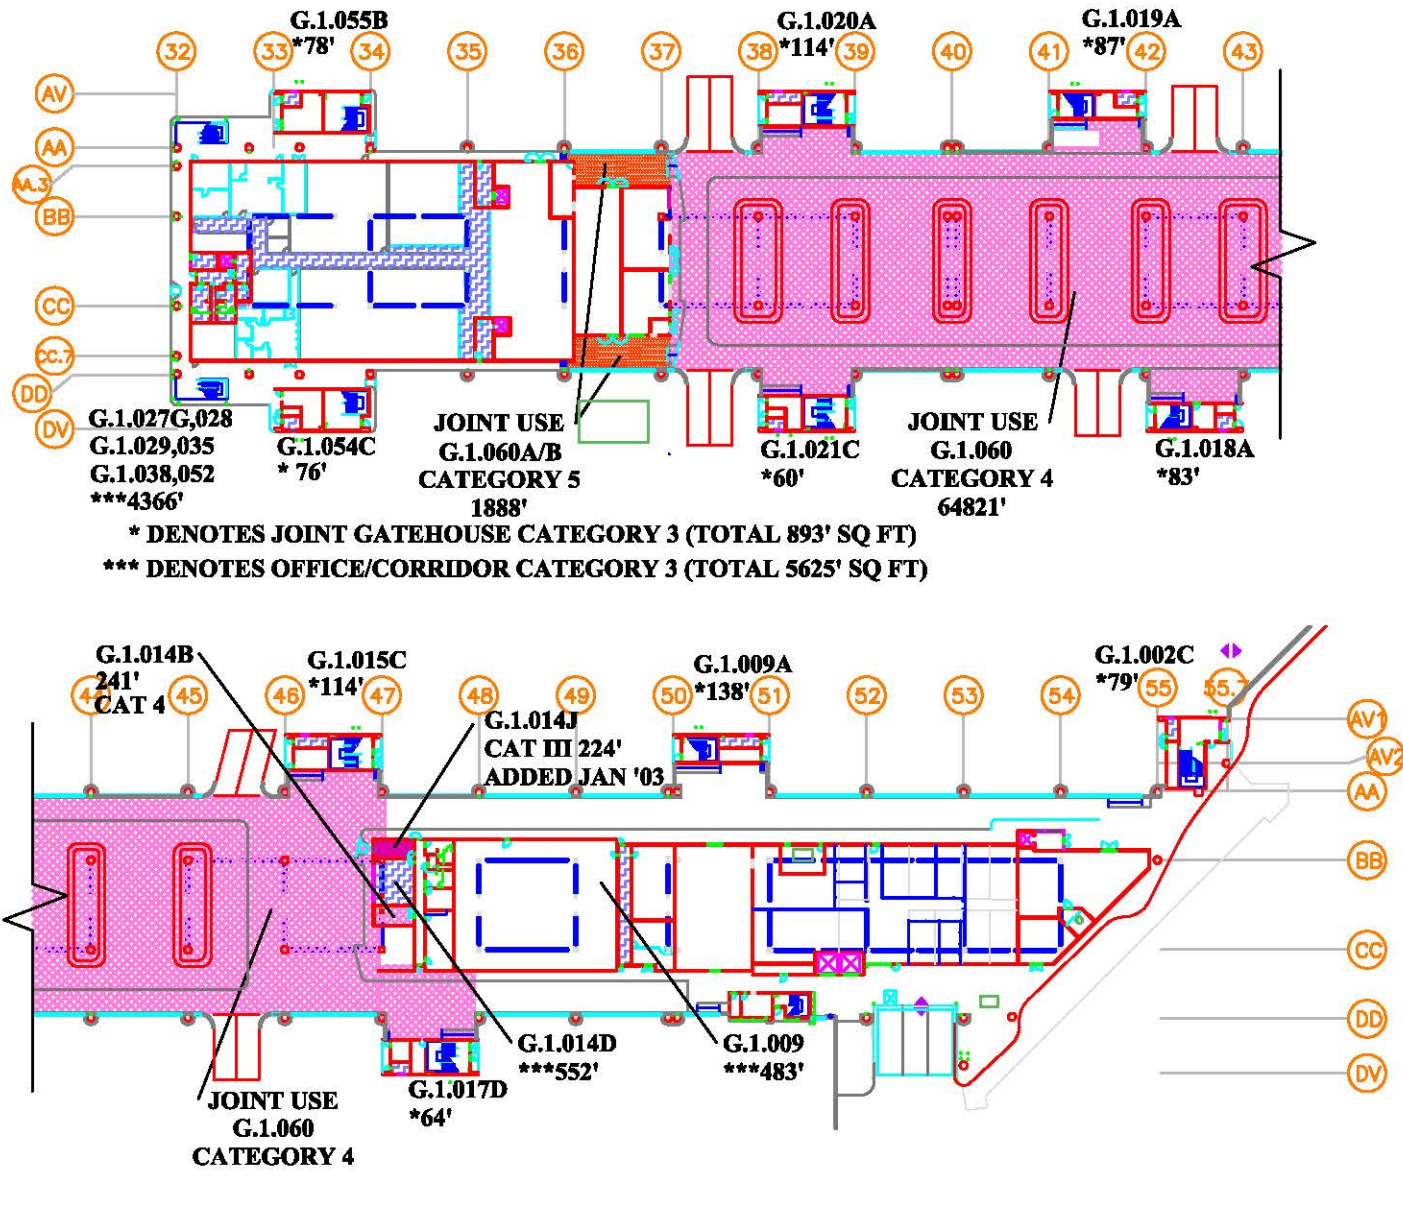 G.1.055B
*78'
G.1.020A
*114'
G.1.019A
*87'
32 33 34 35 36 37 38 39 40 41 42 43
AV
AA
AA.3
BB
CC
CC.7
DD
DV
G.1.027G,028
G.1.029,035
G.1.038,052
***4366'
G.1.054C
* 76'
JOINT USE
G.1.060A/B
CATEGORY 5
1888'
G.1.021C
*60'
JOINT USE
G.1.060
CATEGORY 4
64821'
G.1.018A
*83'
* DENOTES JOINT GATEHOUSE CATEGORY 3 (TOTAL 893' SQ FT)
*** DENOTES OFFICE/CORRIDOR CATEGORY 3 (TOTAL 5625' SQ FT)
G.1.014B
241'
CAT 4
G.1.015C
*114'
G.1.009A
*138'
G.1.002C
*79'
44 45 46 47 48 49 50 51 52 53 54 55 55.7
G.1.014J
CAT III 224'
ADDED JAN '03
AV1
AV2
AA
BB
CC
DD
DV
G.1.014D
***552'
G.1.009
***483'
G.1.017D
*64'
JOINT USE
G.1.060
CATEGORY 4